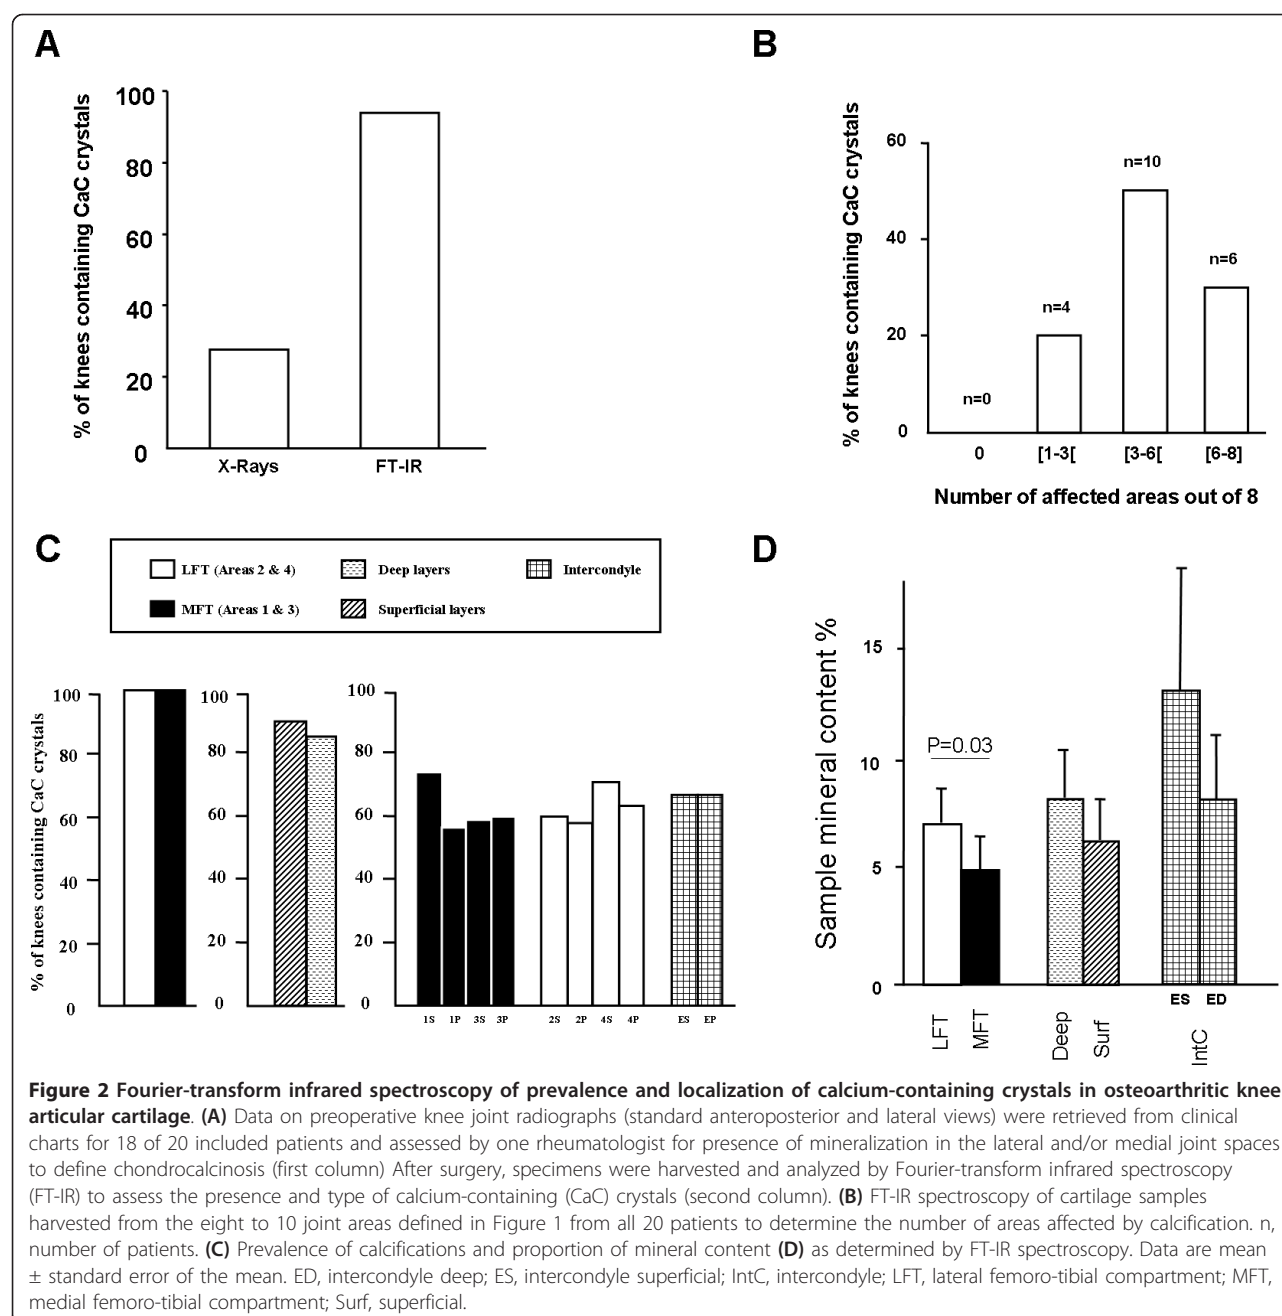 A
% of knees containing CaC crystals
100
80
60
40
20
0
X-Rays
FT-IR
B
% of knees containing CaC crystals
60
40
20
0
n=0
n=4
n=10
n=6
0
[1-3[
[3-6[
[6-8]
Number of affected areas out of 8
C
LFT (Areas 2 & 4)
Deep layers
Intercondyle
MFT (Areas 1 & 3)
Superficial layers
% of knees containing CaC crystals
100
80
60
40
20
0
100
80
60
40
20
0
100
80
60
40
20
0
1S
1P
3S
3P
2S
2P
4S
4P
ES
EP
D
Sample mineral content %
15
10
5
0
P=0.03
ES
ED
LFT
MFT
Deep
Surf
IntC
Figure 2 Fourier-transform infrared spectroscopy of prevalence and localization of calcium-containing crystals in osteoarthritic knee
articular cartilage. (A) Data on preoperative knee joint radiographs (standard anteroposterior and lateral views) were retrieved from clinical
charts for 18 of 20 included patients and assessed by one rheumatologist for presence of mineralization in the lateral and/or medial joint spaces
to define chondrocalcinosis (first column) After surgery, specimens were harvested and analyzed by Fourier-transform infrared spectroscopy
(FT-IR) to assess the presence and type of calcium-containing (CaC) crystals (second column). (B) FT-IR spectroscopy of cartilage samples
harvested from the eight to 10 joint areas defined in Figure 1 from all 20 patients to determine the number of areas affected by calcification. n,
number of patients. (C) Prevalence of calcifications and proportion of mineral content (D) as determined by FT-IR spectroscopy. Data are mean
± standard error of the mean. ED, intercondyle deep; ES, intercondyle superficial; IntC, intercondyle; LFT, lateral femoro-tibial compartment; MFT,
medial femoro-tibial compartment; Surf, superficial.